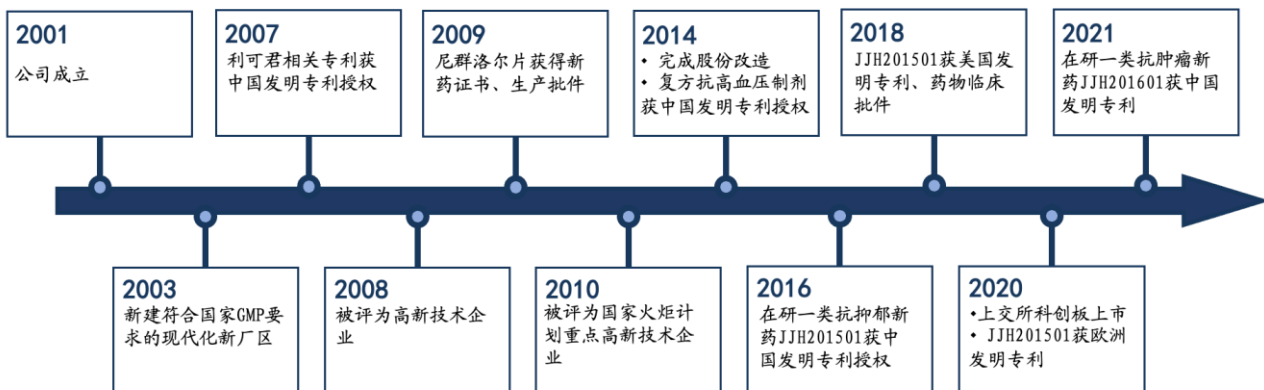 2001
公司成立
2007
利可君相关专利获
中国发明专利授权
2009
尼群洛尔片获得新
药证书、生产批件
2014
• 完成股份改造
• 复方抗高血压制剂
获中国发明专利授权
2018
JJH201501获美国发
明专利、药物临床
批件
2021
在研一类抗肿瘤新
药JJH201601获中国
发明专利
2003
新建符合国家GMP要
求的现代化新厂区
2008
被评为高新技术企
业
2010
被评为国家火炬计
划重点高新技术企
业
2016
在研一类抗抑郁新
药JJH201501获中
国发明专利授权
2020
•上交所科创板上市
• JJH201501获欧洲
发明专利